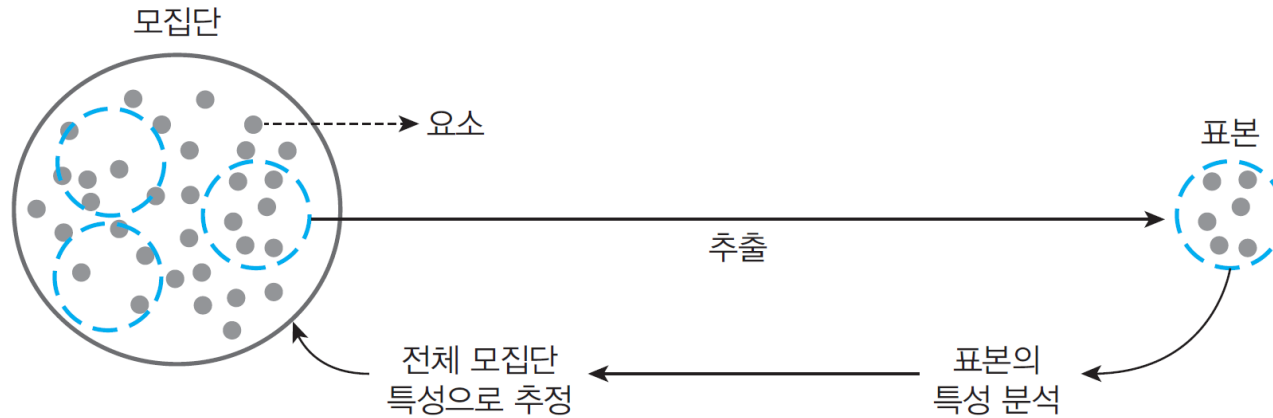 모집단
요소
표본
추출
전체 모집단
특성으로 추정
표본의
특성 분석